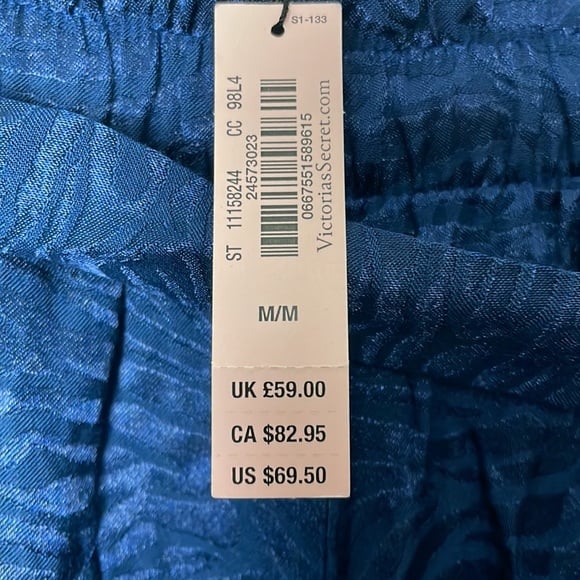 S1-133
ST 11158244 CC 98L4
24573023
0667551589615
VictoriasSecret.com
M/M
UK £59.00
CA $82.95
US $69.50